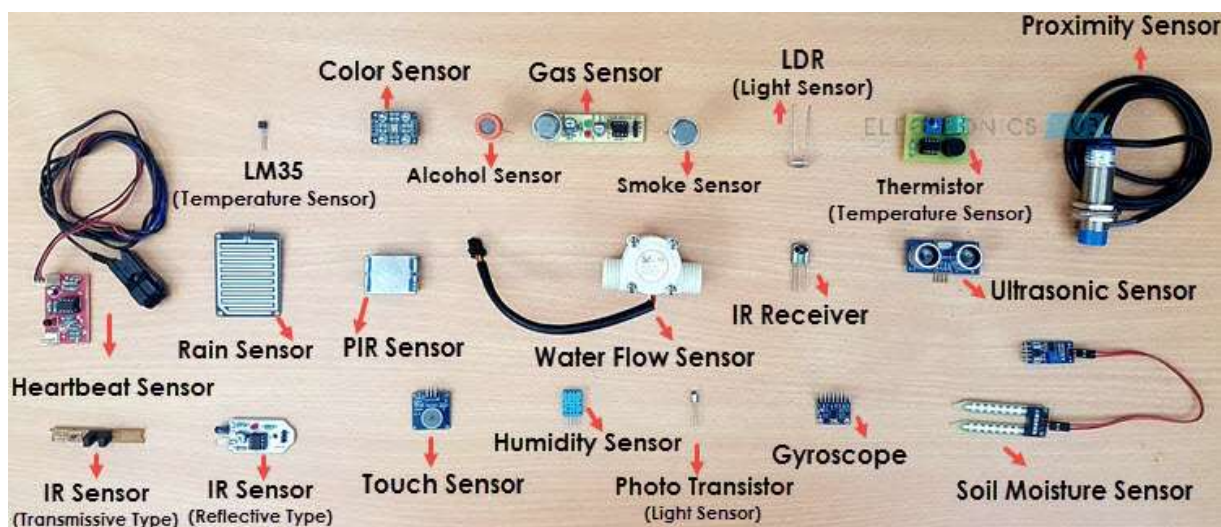 Proximity Sensor
Color Sensor
Gas Sensor
LDR
(Light Sensor)
LM35
(Temperature Sensor)
Alcohol Sensor
Smoke Sensor
Thermistor
(Temperature Sensor)
Heartbeat Sensor
Rain Sensor
PIR Sensor
Water Flow Sensor
IR Receiver
Ultrasonic Sensor
IR Sensor
(Transmissive Type)
IR Sensor
(Reflective Type)
Touch Sensor
Humidity Sensor
Photo Transistor
(Light Sensor)
Gyroscope
Soil Moisture Sensor